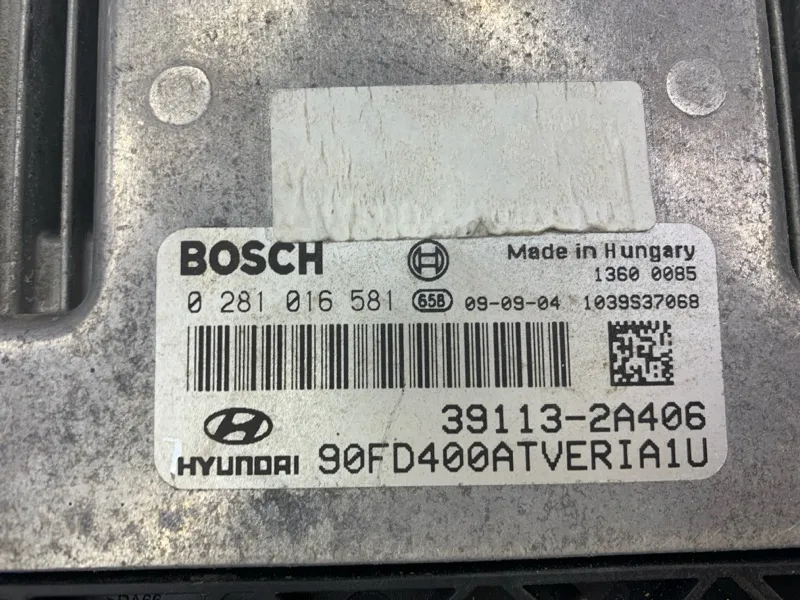 BOSCH
Made in Hungary
1360 0085
0 281 016 581 658 09-09-04 1039S37068
39113-2A406
HYUNDAI 90FD400ATVERIA1U